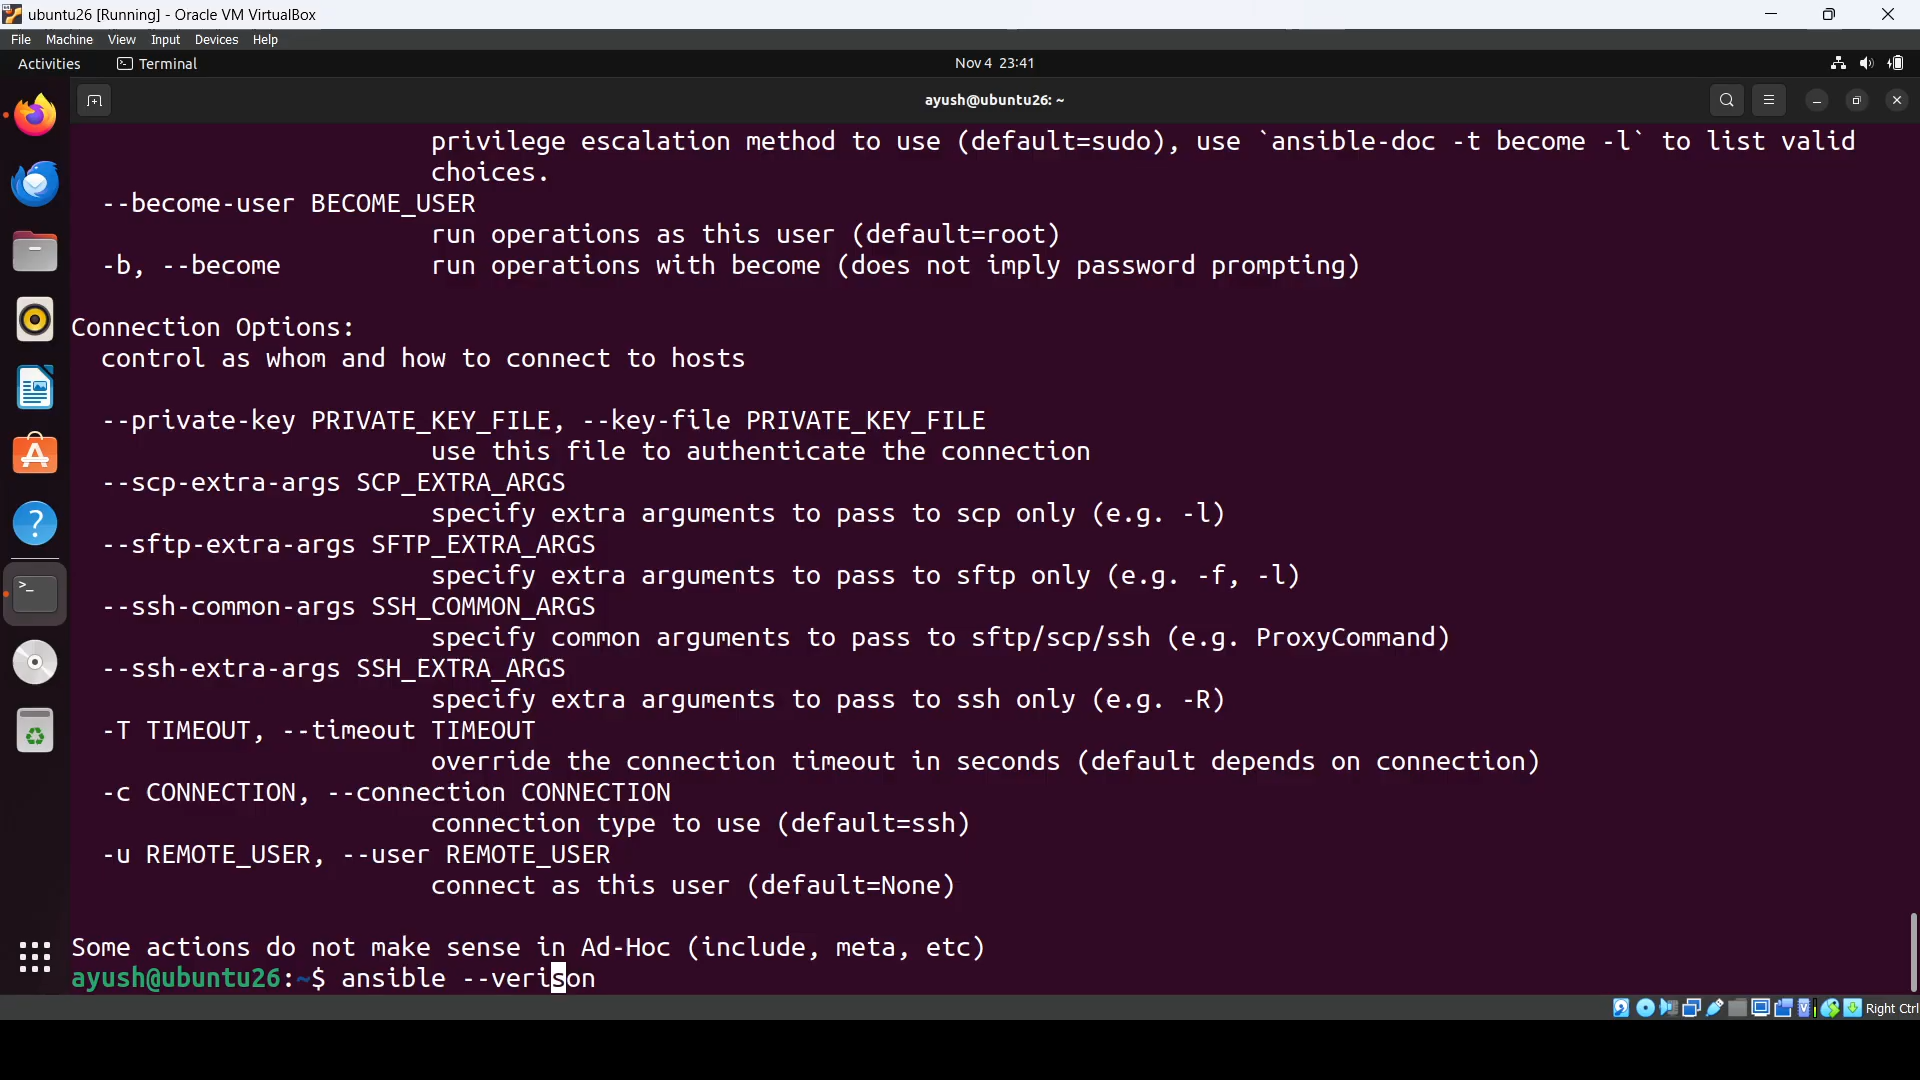 ubuntu26 [Running] - Oracle VM VirtualBox
File Machine View Input Devices Help
Activities Terminal Nov 4 23:41
ayush@ubuntu26: ~
privilege escalation method to use (default=sudo), use `ansible-doc -t become -l` to list valid
choices.
--become-user BECOME_USER
run operations as this user (default=root)
-b, --become run operations with become (does not imply password prompting)
Connection Options:
control as whom and how to connect to hosts
--private-key PRIVATE_KEY_FILE, --key-file PRIVATE_KEY_FILE
use this file to authenticate the connection
--scp-extra-args SCP_EXTRA_ARGS
specify extra arguments to pass to scp only (e.g. -l)
--sftp-extra-args SFTP_EXTRA_ARGS
specify extra arguments to pass to sftp only (e.g. -f, -l)
--ssh-common-args SSH_COMMON_ARGS
specify common arguments to pass to sftp/scp/ssh (e.g. ProxyCommand)
--ssh-extra-args SSH_EXTRA_ARGS
specify extra arguments to pass to ssh only (e.g. -R)
-T TIMEOUT, --timeout TIMEOUT
override the connection timeout in seconds (default depends on connection)
-c CONNECTION, --connection CONNECTION
connection type to use (default=ssh)
-u REMOTE_USER, --user REMOTE_USER
connect as this user (default=None)
Some actions do not make sense in Ad-Hoc (include, meta, etc)
ayush@ubuntu26:~$ ansible --verison
Right Ctrl